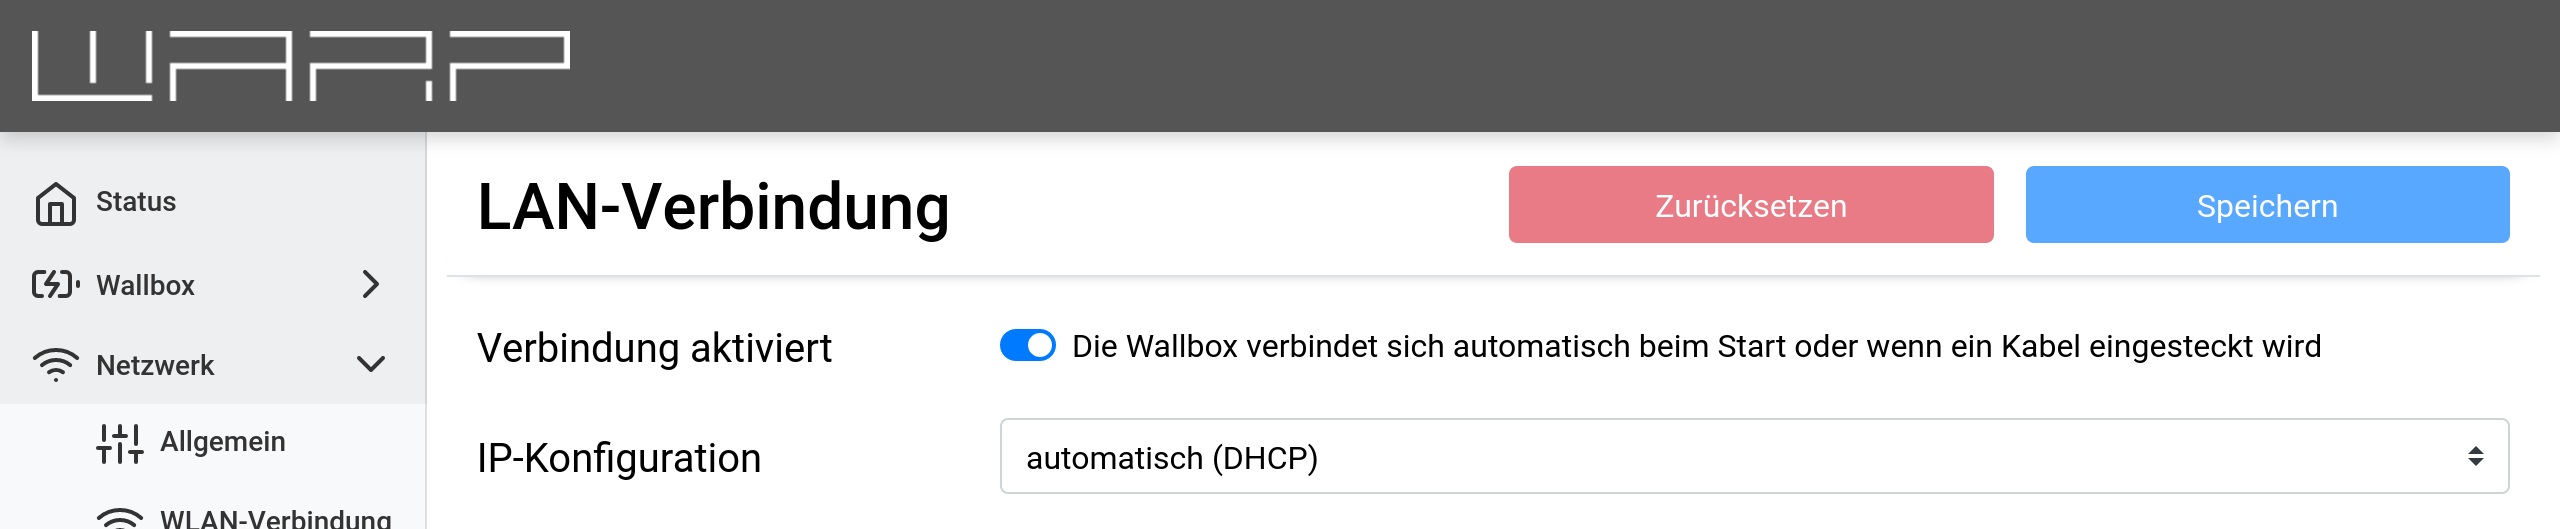 WARP
Status
LAN-Verbindung
Zurücksetzen
Speichern
Wallbox
Netzwerk
Verbindung aktiviert
Die Wallbox verbindet sich automatisch beim Start oder wenn ein Kabel eingesteckt wird
Allgemein
IP-Konfiguration
automatisch (DHCP)
WLAN-Verbindung